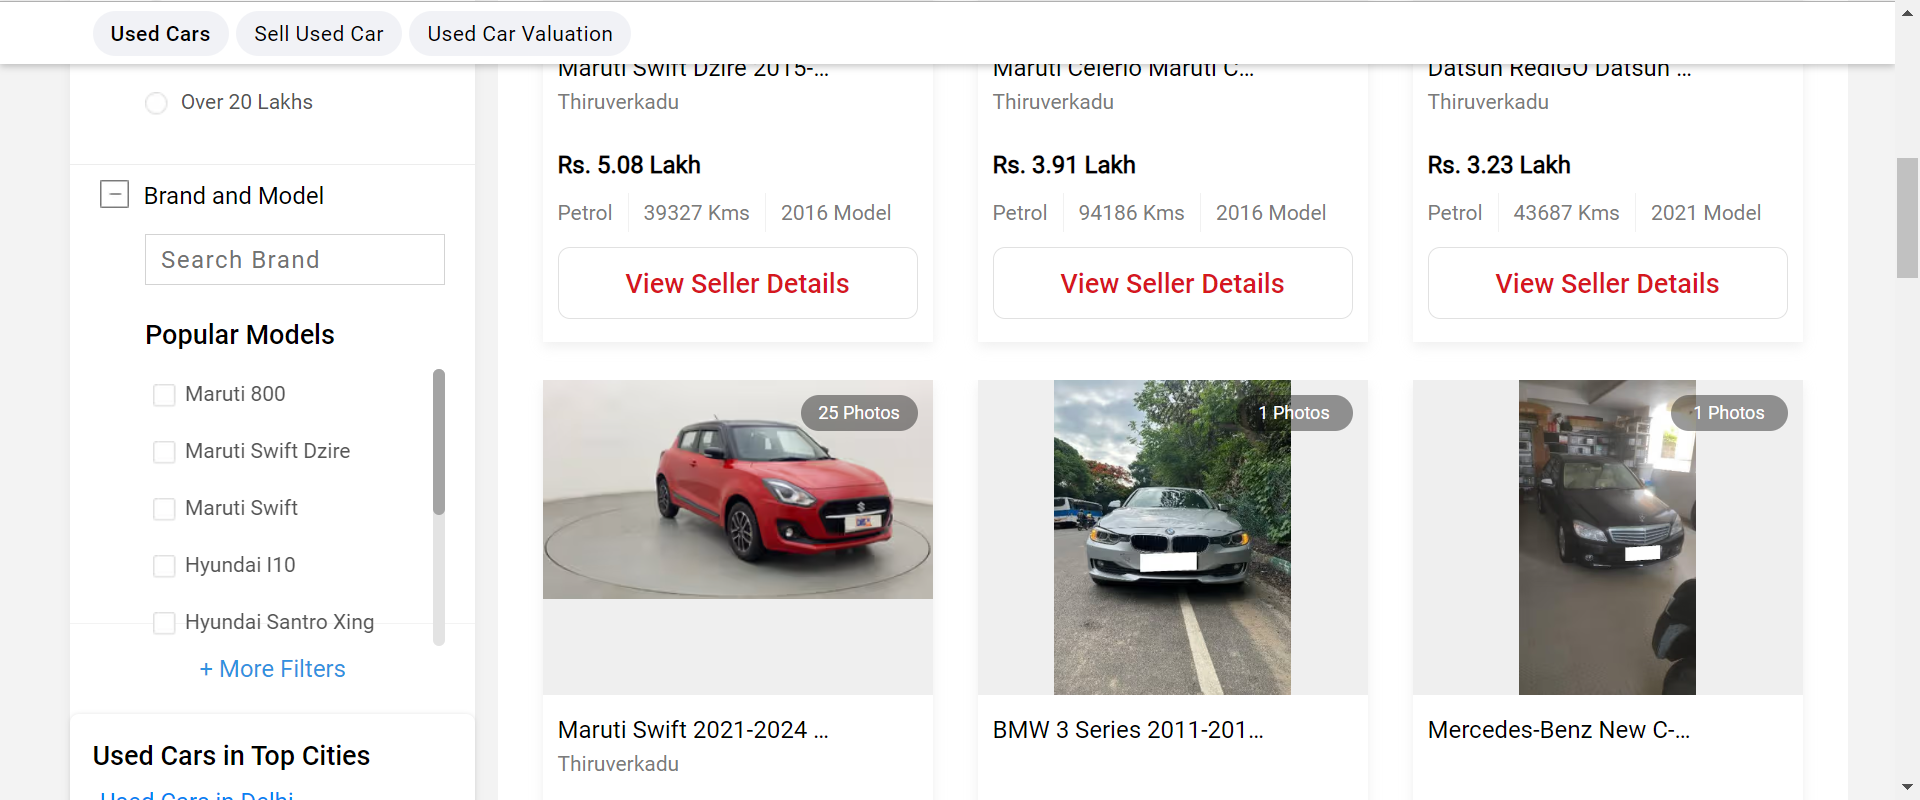 Used Cars
Sell Used Car
Used Car Valuation
Over 20 Lakhs
Brand and Model
Search Brand
Popular Models
Maruti 800
Maruti Swift Dzire
Maruti Swift
Hyundai I10
Hyundai Santro Xing
+ More Filters
Used Cars in Top Cities
Used Cars in Delhi
Maruti Swift Dzire 2015-...
Thiruverkadu
Rs. 5.08 Lakh
Petrol 39327 Kms 2016 Model
View Seller Details
Maruti Celerio Maruti C...
Thiruverkadu
Rs. 3.91 Lakh
Petrol 94186 Kms 2016 Model
View Seller Details
Datsun RediGO Datsun ...
Thiruverkadu
Rs. 3.23 Lakh
Petrol 43687 Kms 2021 Model
View Seller Details
25 Photos
Maruti Swift 2021-2024 ...
Thiruverkadu
1 Photos
BMW 3 Series 2011-201...
1 Photos
Mercedes-Benz New C-...